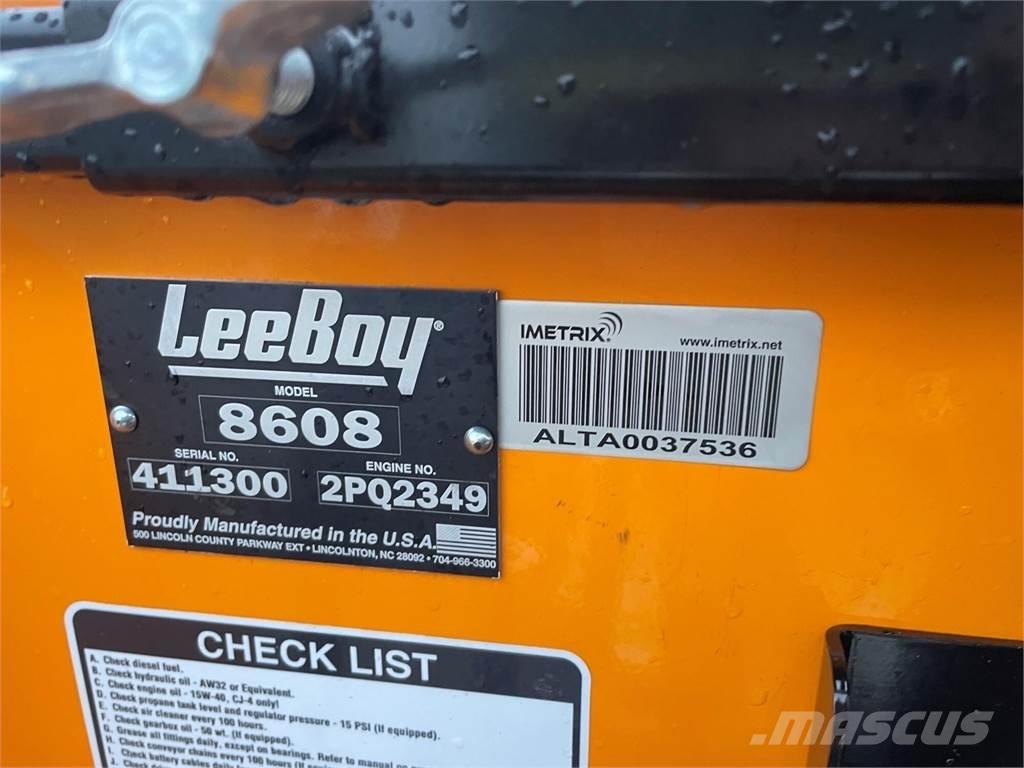 LeeBoy®
MODEL
8608
SERIAL NO. ENGINE NO.
411300 2PQ2349
Proudly Manufactured in the U.S.A.
500 LINCOLN COUNTY PARKWAY EXT • LINCOLNTON, NC 28092 • 704-966-3300
IMETRIX® www.imetrix.net
ALTA0037536
CHECK LIST
A. Check diesel fuel.
B. Check hydraulic oil - AW32 or Equivalent.
C. Check engine oil - 15W-40, CJ-4 only!
D. Check propane tank level and regulator pressure - 15 PSI (If equipped).
E. Check air cleaner every 100 hours.
F. Check gearbox oil - 50 wt. (If equipped).
G. Grease all fittings daily, except on bearings. Refer to manual on
H. Check conveyor chains every 100 hours (If
I. Check battery cables daily
J. Check
MASCUS